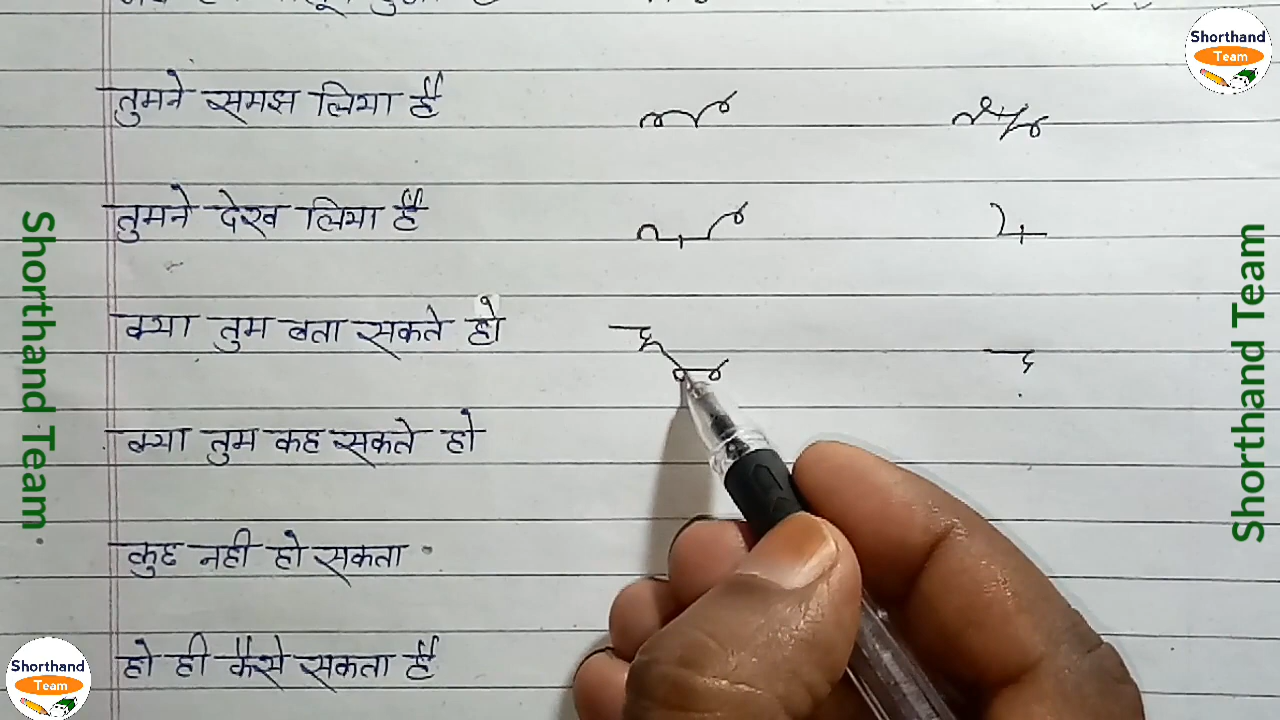 Shorthand Team
तुमने समझ लिया है
तुमने देख लिया है
क्या तुम बता सकते हो
क्या तुम कह सकते हो
कुछ नही हो सकता
हो ही कैसे सकता है
Shorthand Team
Shorthand Team
Shorthand Team